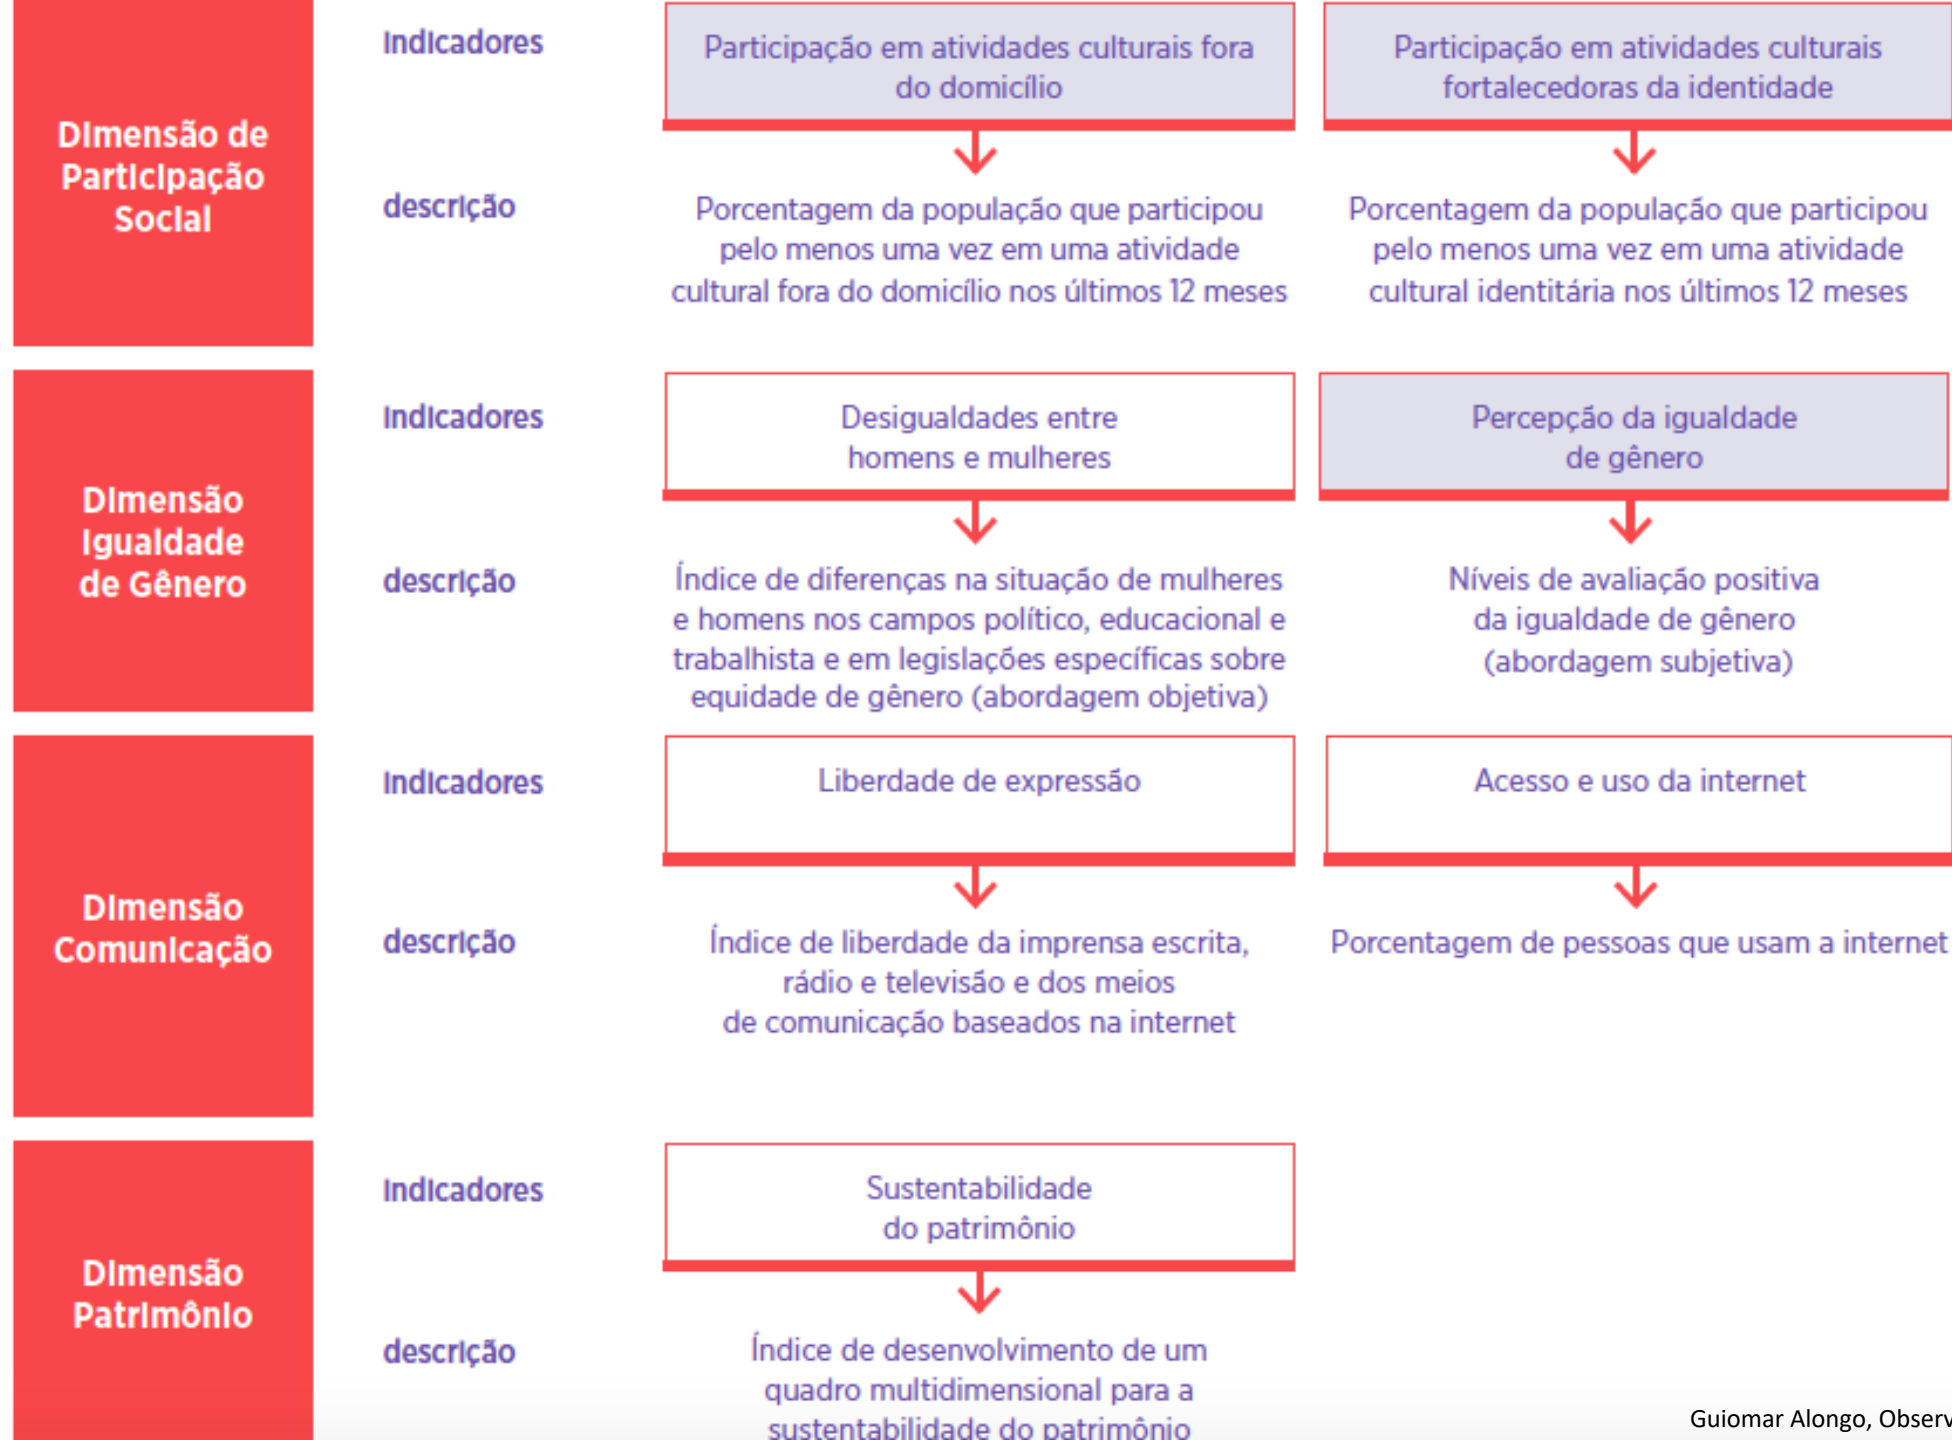 Dimensão de
Participação
Social
Indicadores
Participação em atividades culturais fora
do domicílio
Participação em atividades culturais
fortalecedoras da identidade
descrição
Porcentagem da população que participou
pelo menos uma vez em uma atividade
cultural fora do domicílio nos últimos 12 meses
Porcentagem da população que participou
pelo menos uma vez em uma atividade
cultural identitária nos últimos 12 meses
Dimensão
Igualdade
de Gênero
Indicadores
Desigualdades entre
homens e mulheres
Percepção da igualdade
de gênero
descrição
Índice de diferenças na situação de mulheres
e homens nos campos político, educacional e
trabalhista e em legislações específicas sobre
equidade de gênero (abordagem objetiva)
Níveis de avaliação positiva
da igualdade de gênero
(abordagem subjetiva)
Dimensão
Comunicação
Indicadores
Liberdade de expressão
Acesso e uso da internet
descrição
Índice de liberdade da imprensa escrita,
rádio e televisão e dos meios
de comunicação baseados na internet
Porcentagem de pessoas que usam a internet
Dimensão
Patrimônio
Indicadores
Sustentabilidade
do patrimônio
descrição
Índice de desenvolvimento de um
quadro multidimensional para a
sustentabilidade do patrimônio
Guiomar Alongo, Observ